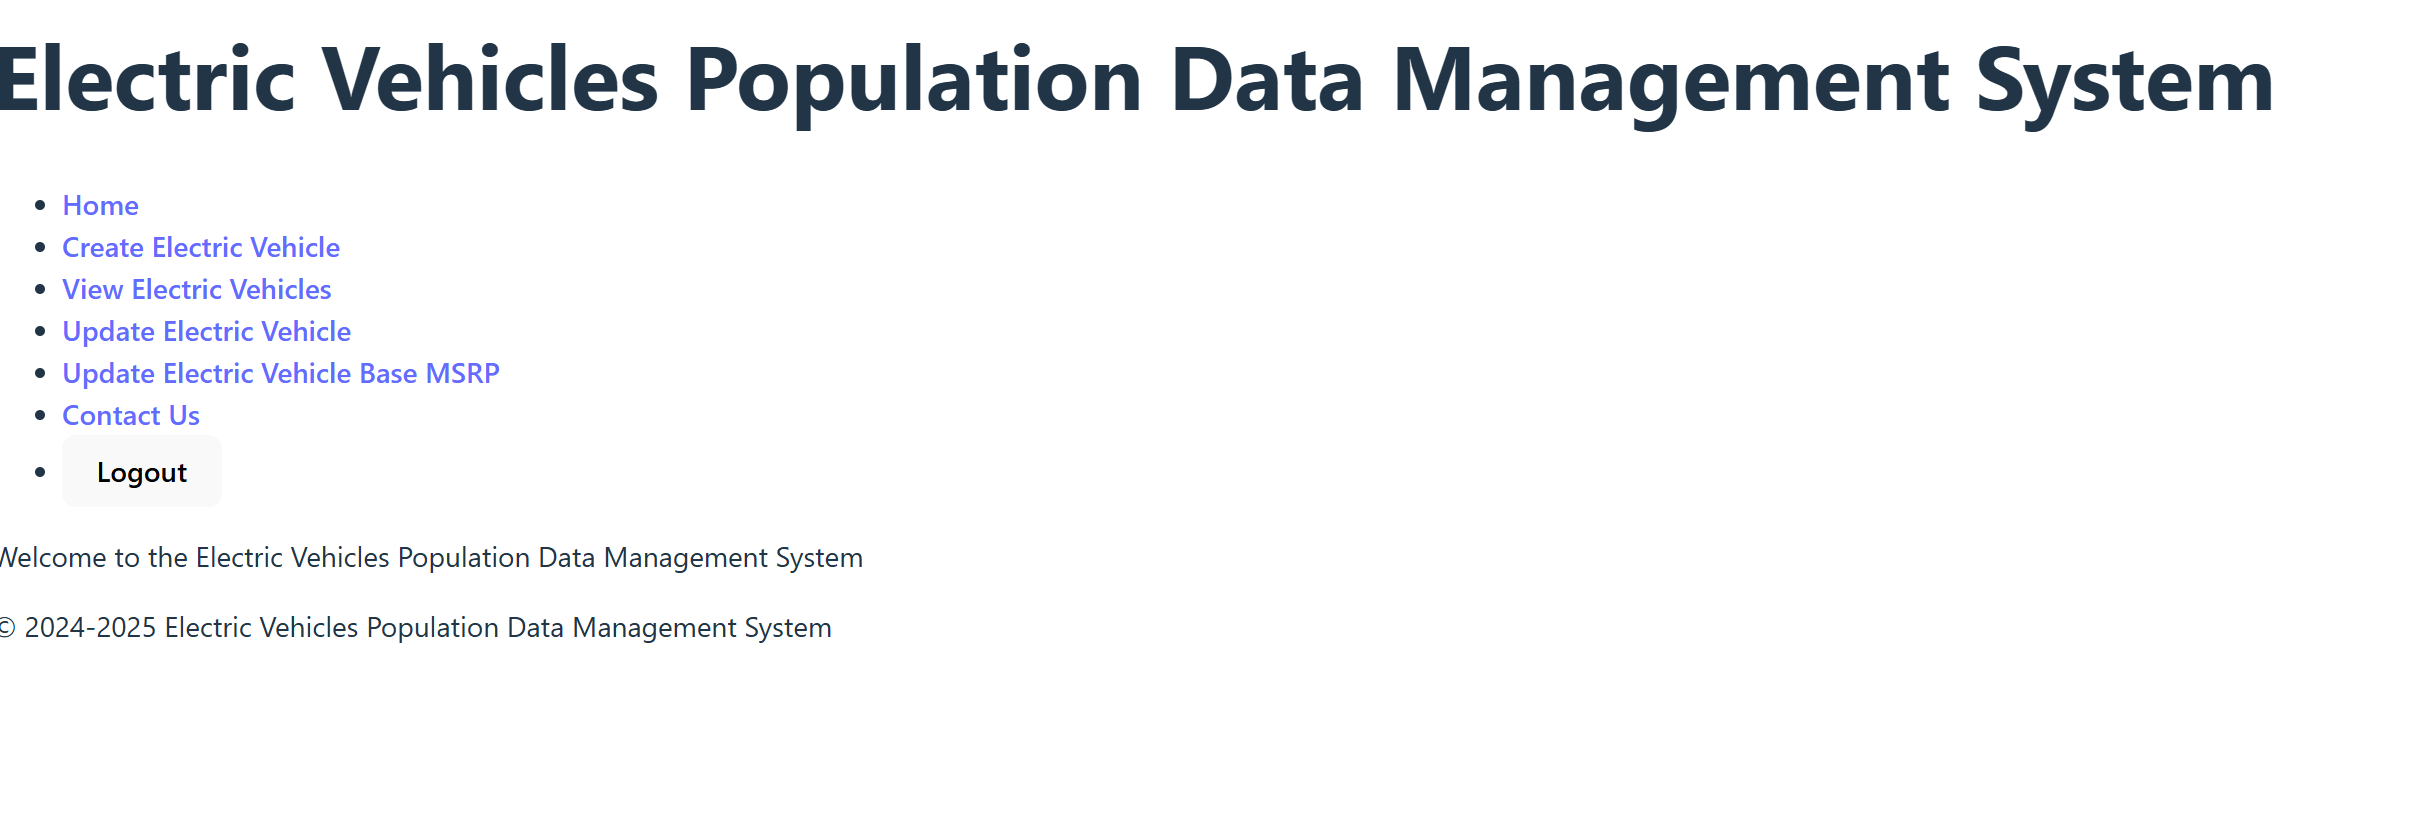 Electric Vehicles Population Data Management System
Home
Create Electric Vehicle
View Electric Vehicles
Update Electric Vehicle
Update Electric Vehicle Base MSRP
Contact Us
Logout
Welcome to the Electric Vehicles Population Data Management System
© 2024-2025 Electric Vehicles Population Data Management System